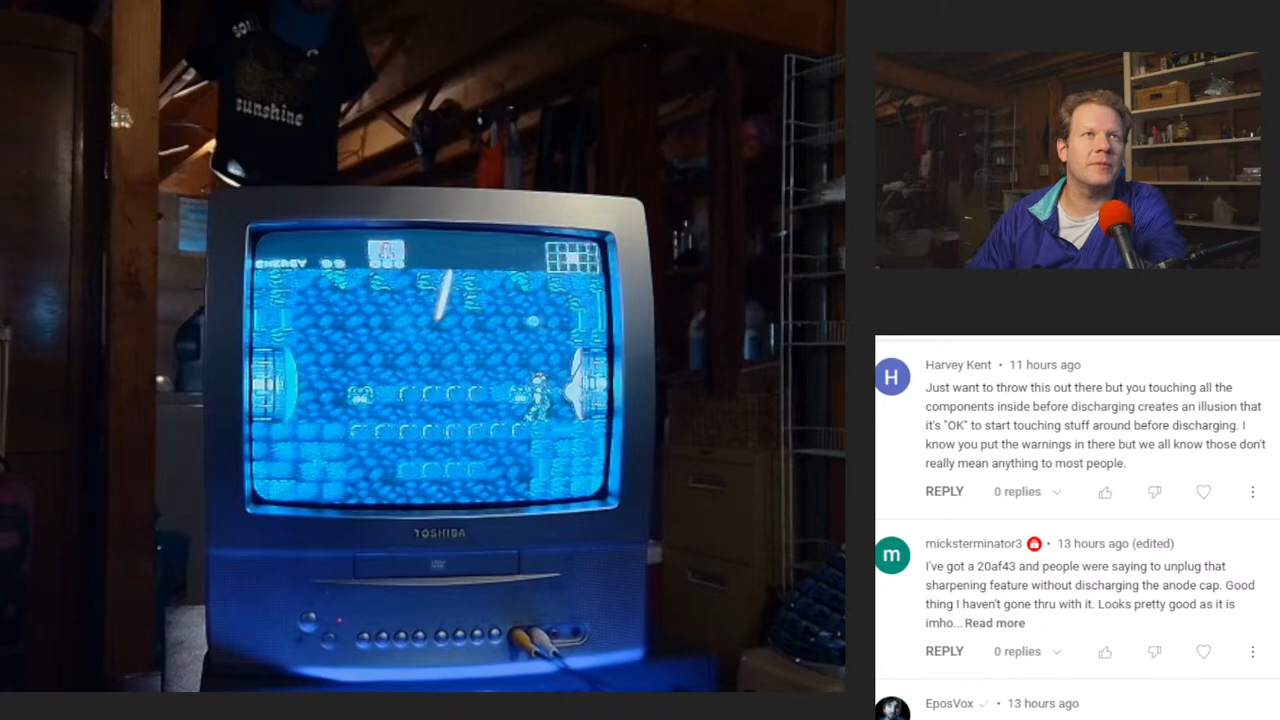 SONIC
sunshine
ENERGY 99
TOSHIBA
Harvey Kent • 11 hours ago
Just want to throw this out there but you touching all the
components inside before discharging creates an illusion that
it's "OK" to start touching stuff around before discharging. I
know you put the warnings in there but we all know those don't
really mean anything to most people.
REPLY 0 replies
micksterminator3 • 13 hours ago (edited)
I've got a 20af43 and people were saying to unplug that
sharpening feature without discharging the anode cap. Good
thing I haven't gone thru with it. Looks pretty good as it is
imho... Read more
REPLY 0 replies
EposVox • 13 hours ago